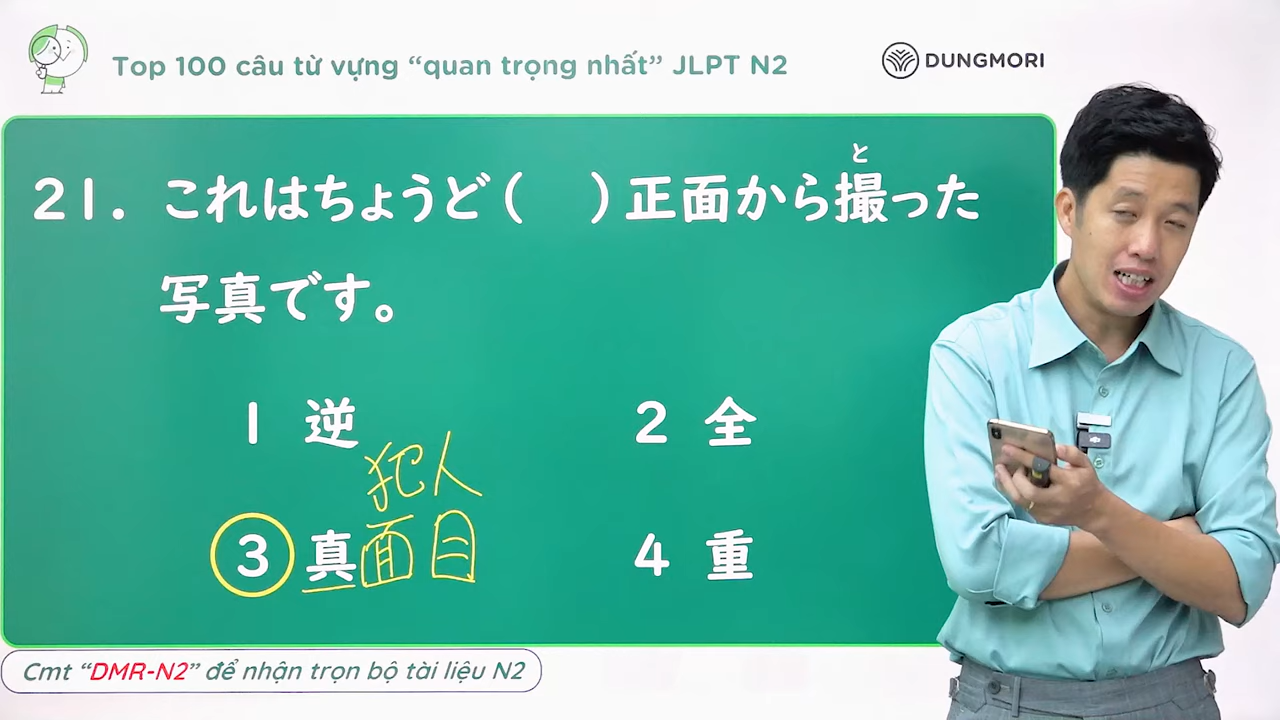 Top 100 câu từ vựng “quan trọng nhất” JLPT N2
DUNGMORI
と
21. これはちょうど( )正面から撮った
写真です。
1 逆
2 全
犯人
3 真面目
4 重
Cmt “DMR-N2” để nhận trọn bộ tài liệu N2